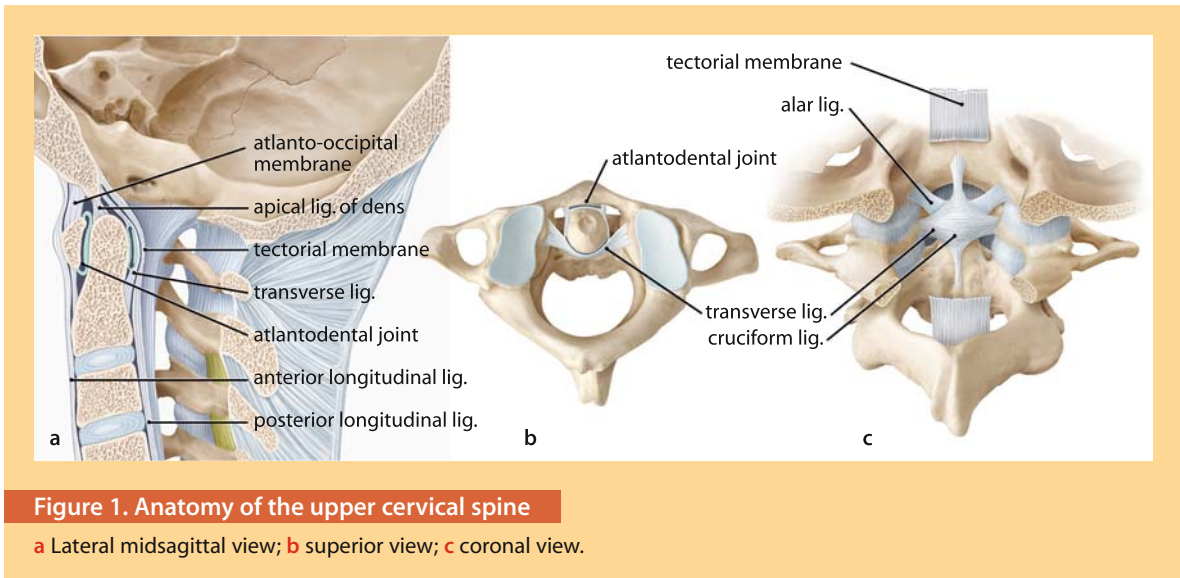 atlanto-occipital
membrane
apical lig. of dens
tectorial membrane
transverse lig.
atlantodental joint
anterior longitudinal lig.
posterior longitudinal lig.
a
atlantodental joint
b
tectorial membrane
alar lig.
transverse lig.
cruciform lig.
c
Figure 1. Anatomy of the upper cervical spine
a Lateral midsagittal view; b superior view; c coronal view.